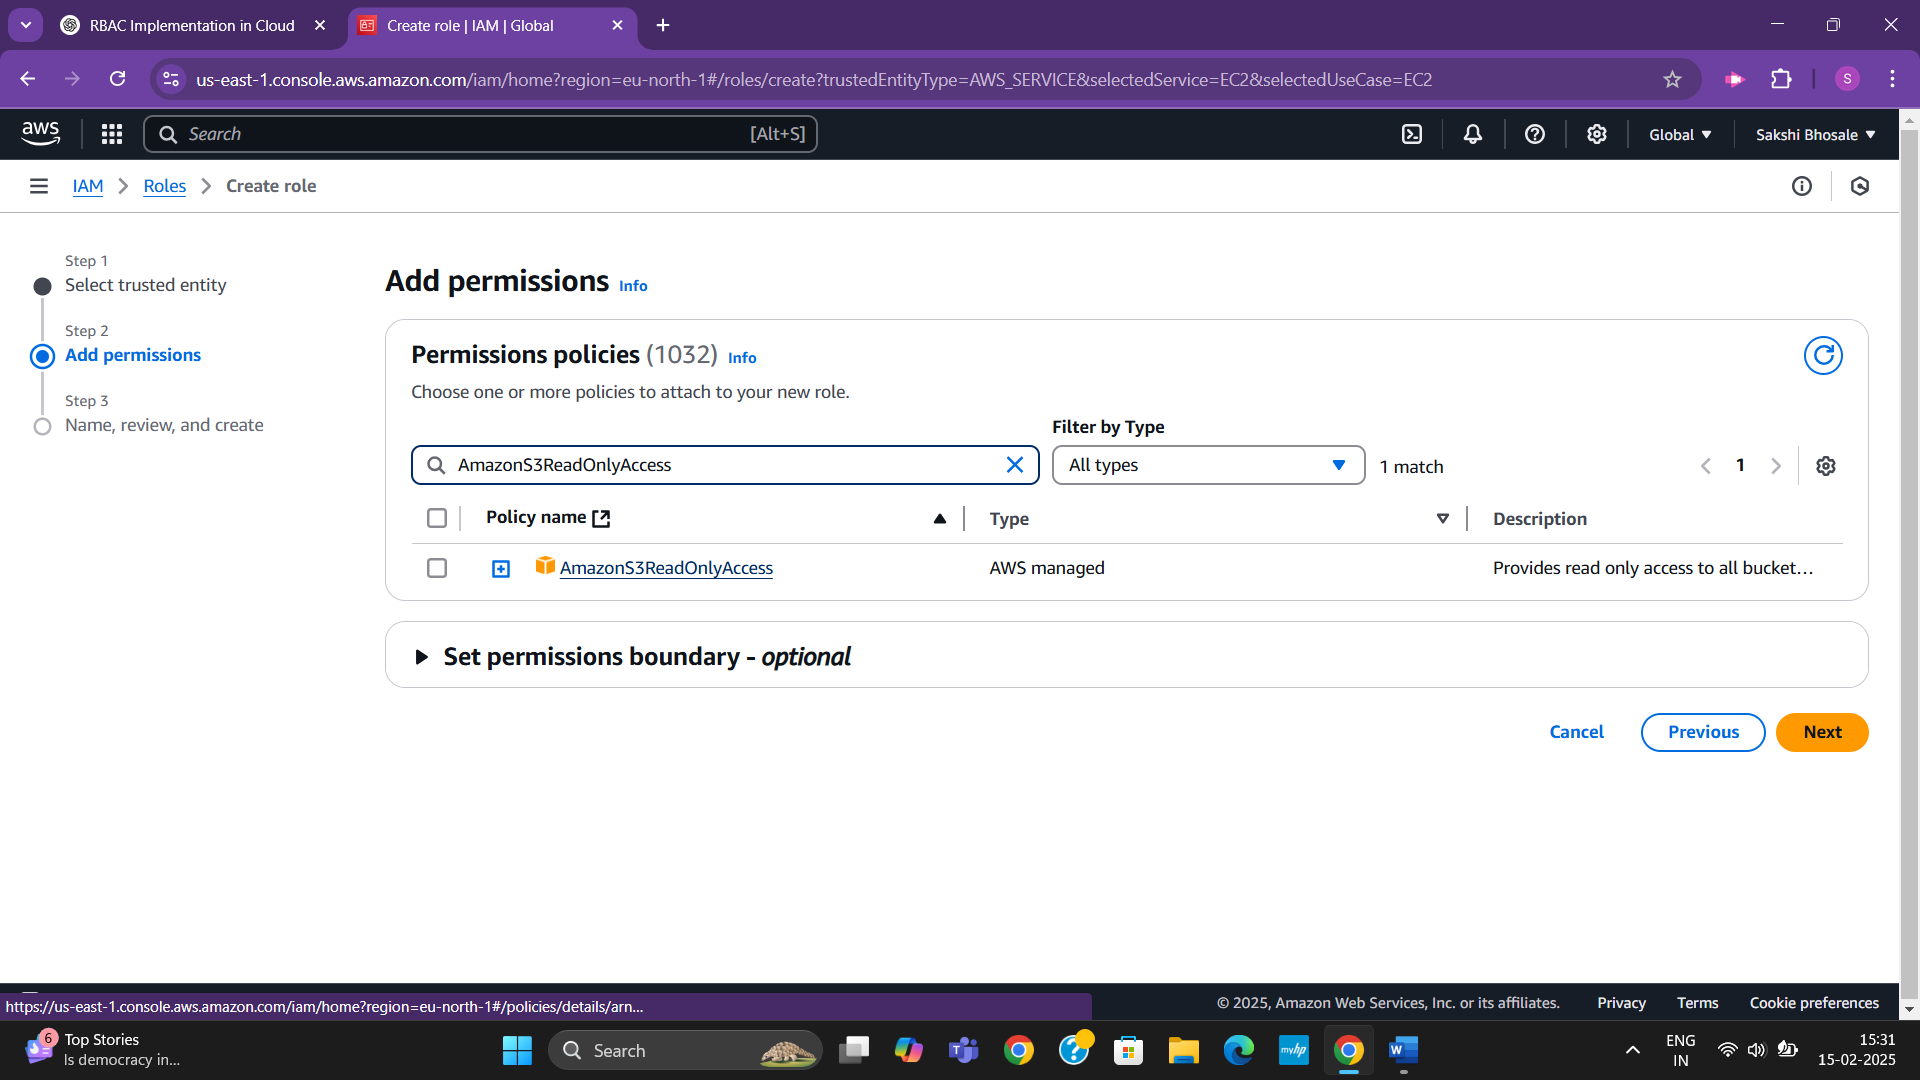 RBAC Implementation in Cloud
Create role | IAM | Global
us-east-1.console.aws.amazon.com/iam/home?region=eu-north-1#/roles/create?trustedEntityType=AWS_SERVICE&selectedService=EC2&selectedUseCase=EC2
S
aws
Search
[Alt+S]
Global
Sakshi Bhosale
IAM
Roles
Create role
Step 1
Select trusted entity
Step 2
Add permissions
Step 3
Name, review, and create
Add permissions Info
Permissions policies (1032) Info
Choose one or more policies to attach to your new role.
Filter by Type
AmazonS3ReadOnlyAccess
All types
1 match
1
Policy name
Type
Description
AmazonS3ReadOnlyAccess
AWS managed
Provides read only access to all bucket…
Set permissions boundary - optional
Cancel
Previous
Next
https://us-east-1.console.aws.amazon.com/iam/home?region=eu-north-1#/policies/details/arn...
© 2025, Amazon Web Services, Inc. or its affiliates.
Privacy
Terms
Cookie preferences
6
Top Stories
Is democracy in...
Search
myhp
ENG
IN
15:31
15-02-2025